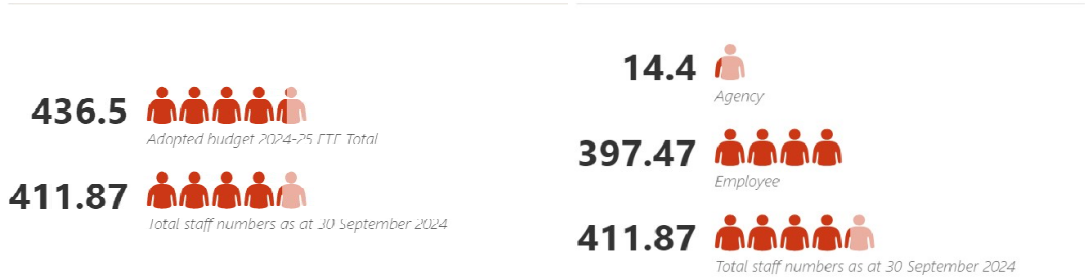 436.5
Adopted budget 2024-25 FTE Total
411.87
Total staff numbers as at 30 September 2024
14.4
Agency
397.47
Employee
411.87
Total staff numbers as at 30 September 2024